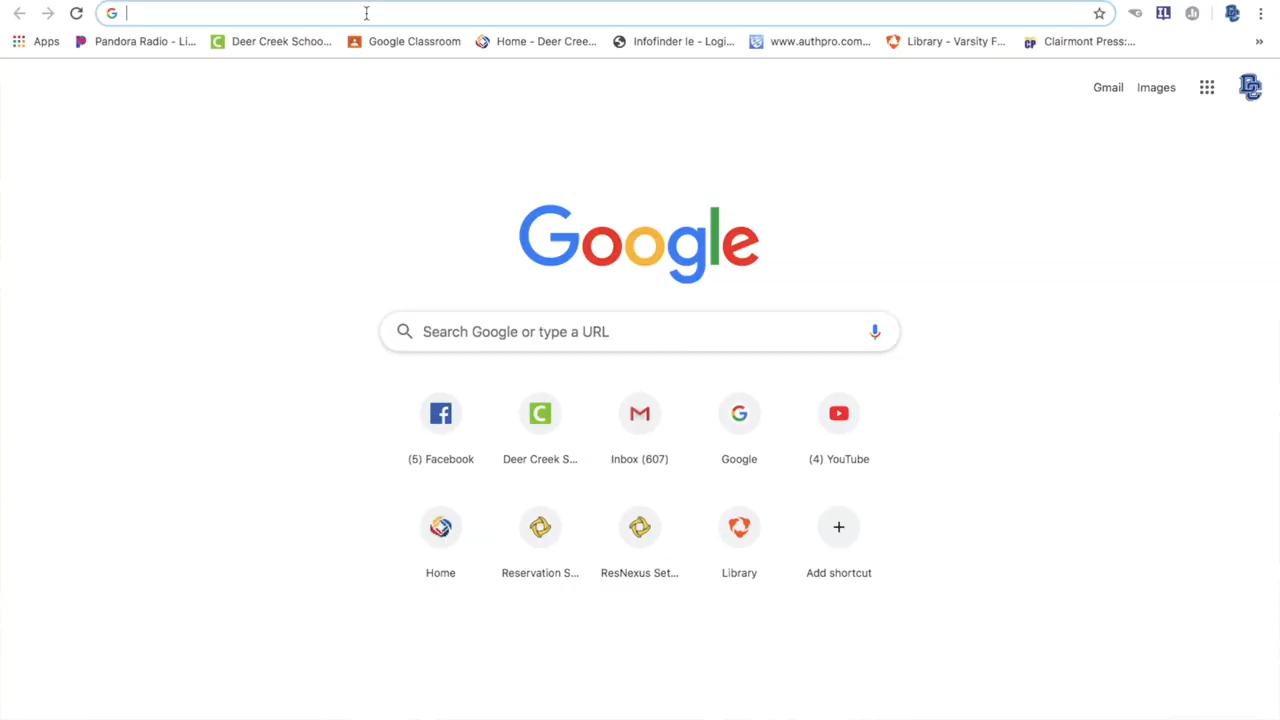 Apps Pandora Radio - Li... Deer Creek Schoo... Google Classroom Home - Deer Cree... Infofinder le - Logi... www.authpro.com... Library - Varsity F... Clairmont Press:... »
Gmail Images
Google
Search Google or type a URL
(5) Facebook Deer Creek S... Inbox (607) Google (4) YouTube
Home Reservation S... ResNexus Set... Library Add shortcut